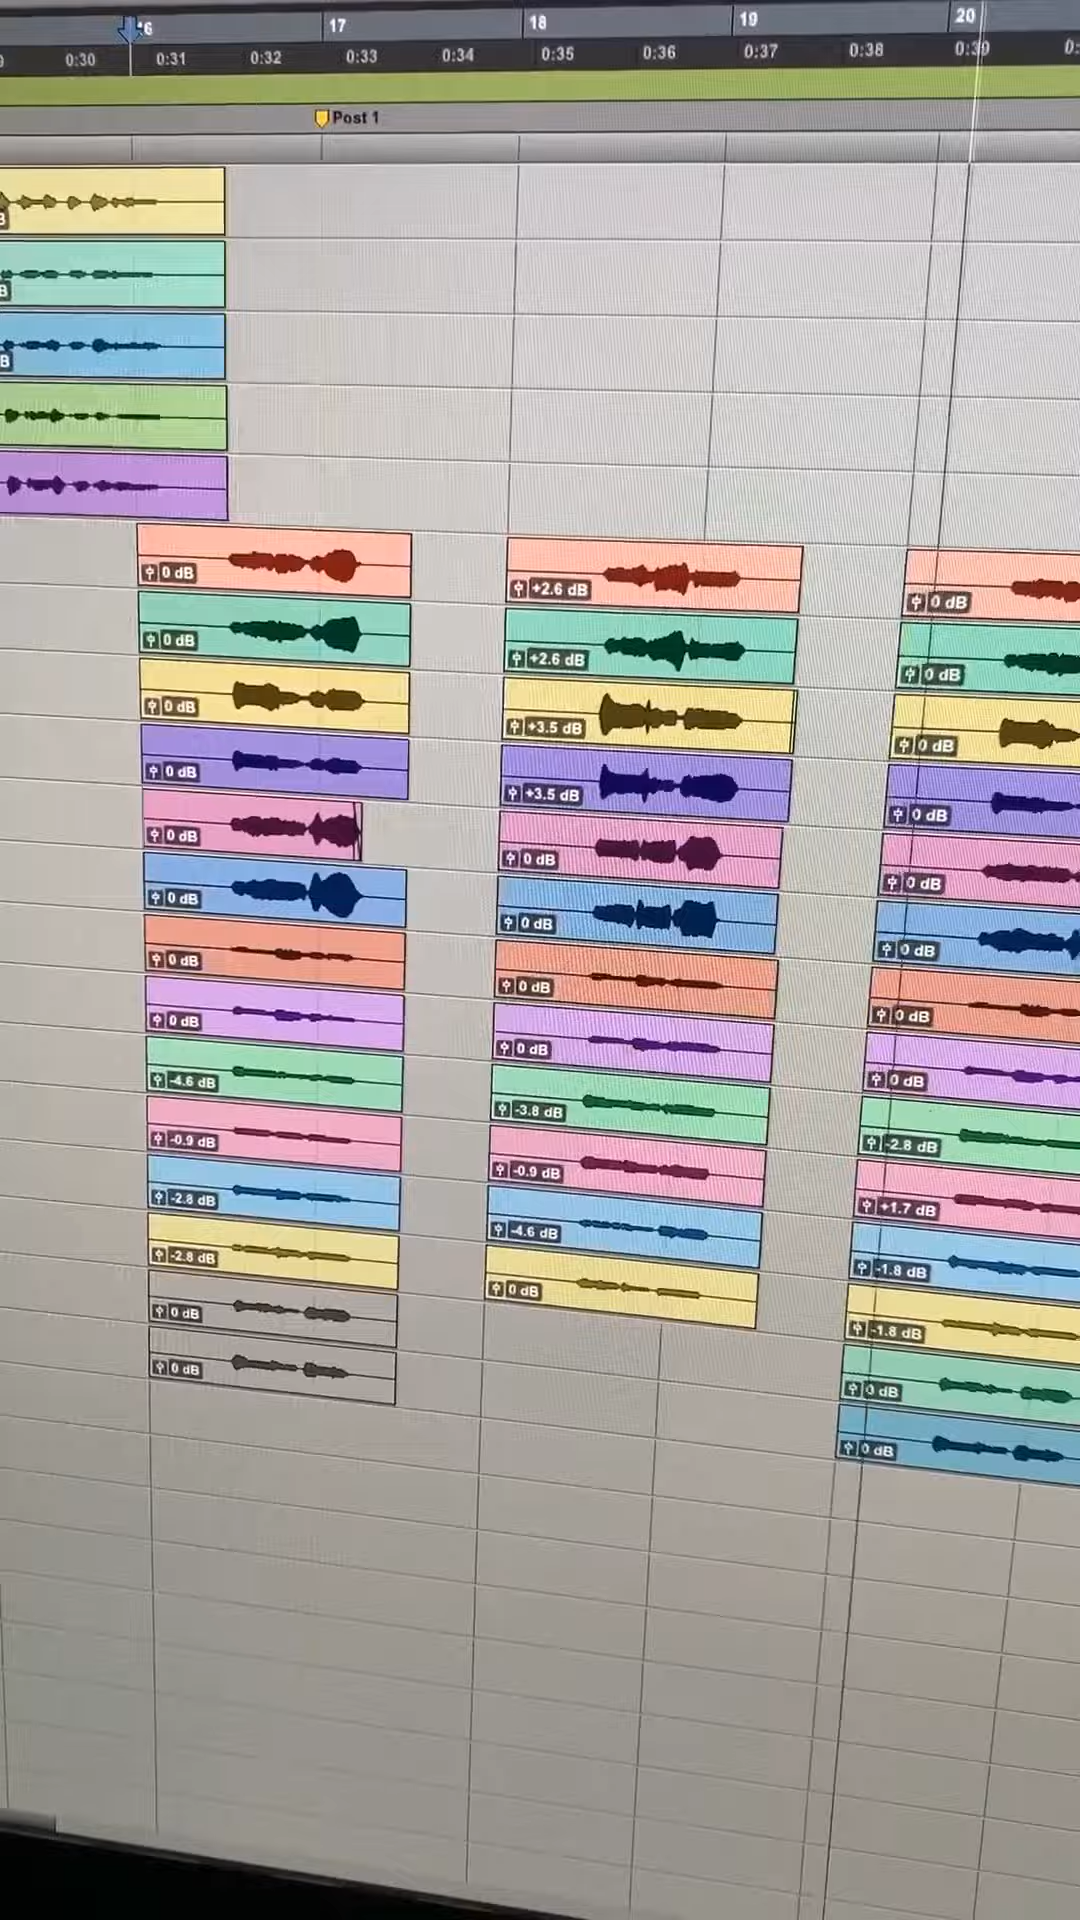 16 17 18 19 20
0:30 0:31 0:32 0:33 0:34 0:35 0:36 0:37 0:38 0:39
Post 1
B
B
B
0 dB +2.6 dB 0 dB
0 dB +2.6 dB 0 dB
0 dB +3.5 dB 0 dB
0 dB +3.5 dB 0 dB
0 dB 0 dB 0 dB
0 dB 0 dB 0 dB
0 dB 0 dB 0 dB
0 dB 0 dB 0 dB
-4.6 dB -3.8 dB -2.8 dB
-0.9 dB -0.9 dB +1.7 dB
-2.8 dB -4.6 dB -1.8 dB
-2.8 dB 0 dB -1.8 dB
0 dB 0 dB
0 dB 0 dB